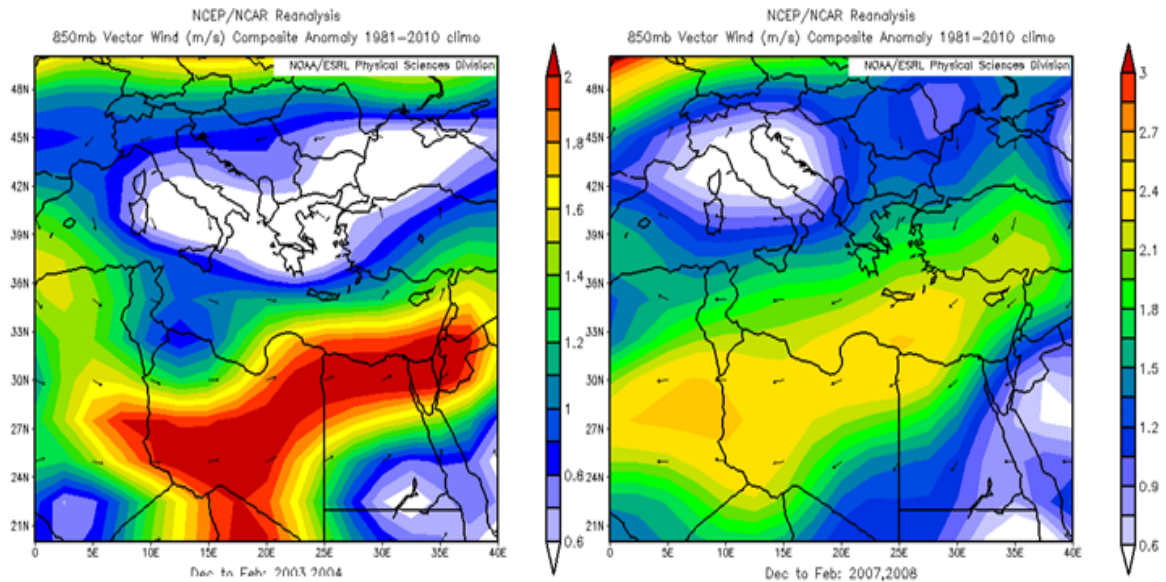 NCEP/NCAR Reanalysis
850mb Vector Wind (m/s) Composite Anomaly 1981-2010 climo
NOAA/ESRL Physical Sciences Division
48N
45N
42N
39N
36N
33N
30N
27N
24N
21N
0 5E 10E 15E 20E 25E 30E 35E 40E
2
1.8
1.6
1.4
1.2
1
0.8
0.6
Dec to Feb: 2003,2004
NCEP/NCAR Reanalysis
850mb Vector Wind (m/s) Composite Anomaly 1981-2010 climo
NOAA/ESRL Physical Sciences Division
48N
45N
42N
39N
36N
33N
30N
27N
24N
21N
0 5E 10E 15E 20E 25E 30E 35E 40E
3
2.7
2.4
2.1
1.8
1.5
1.2
0.9
0.6
Dec to Feb: 2007,2008